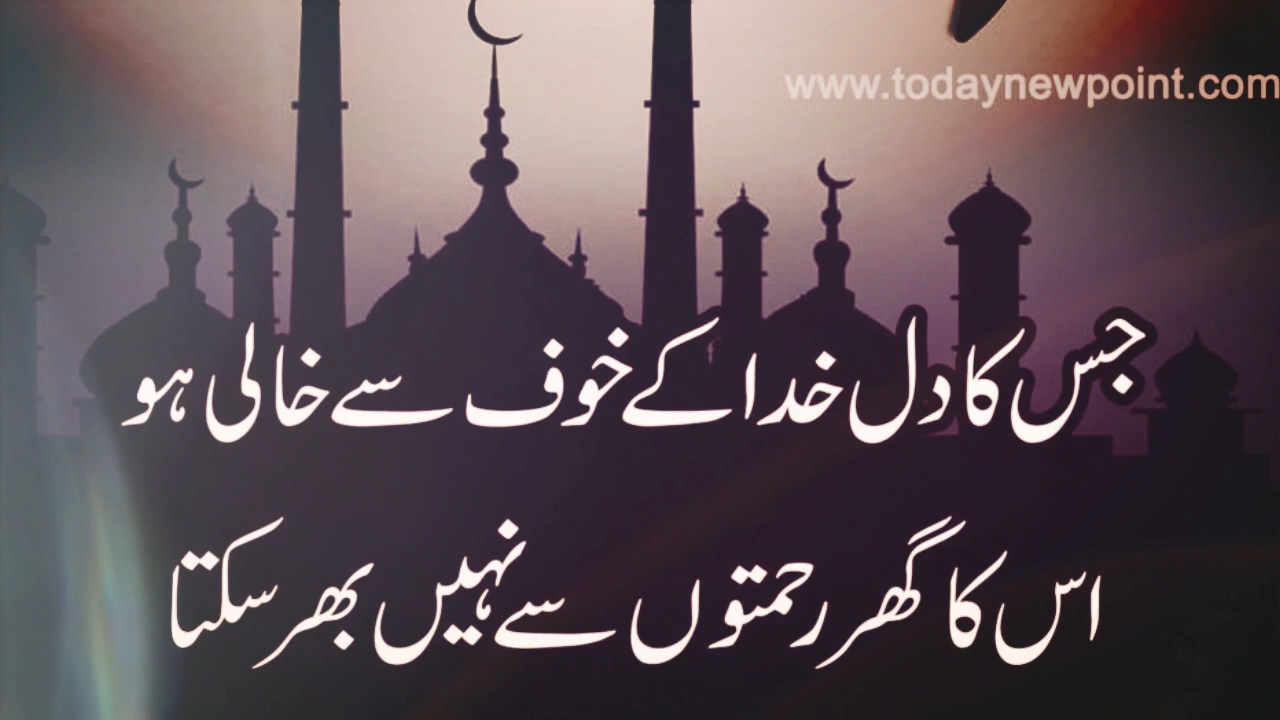 www.todaynewpoint.com
جس کا دل خدا کے خوف سے خالی ہو
اس کا گھر رحمتوں سے نہیں بھر سکتا